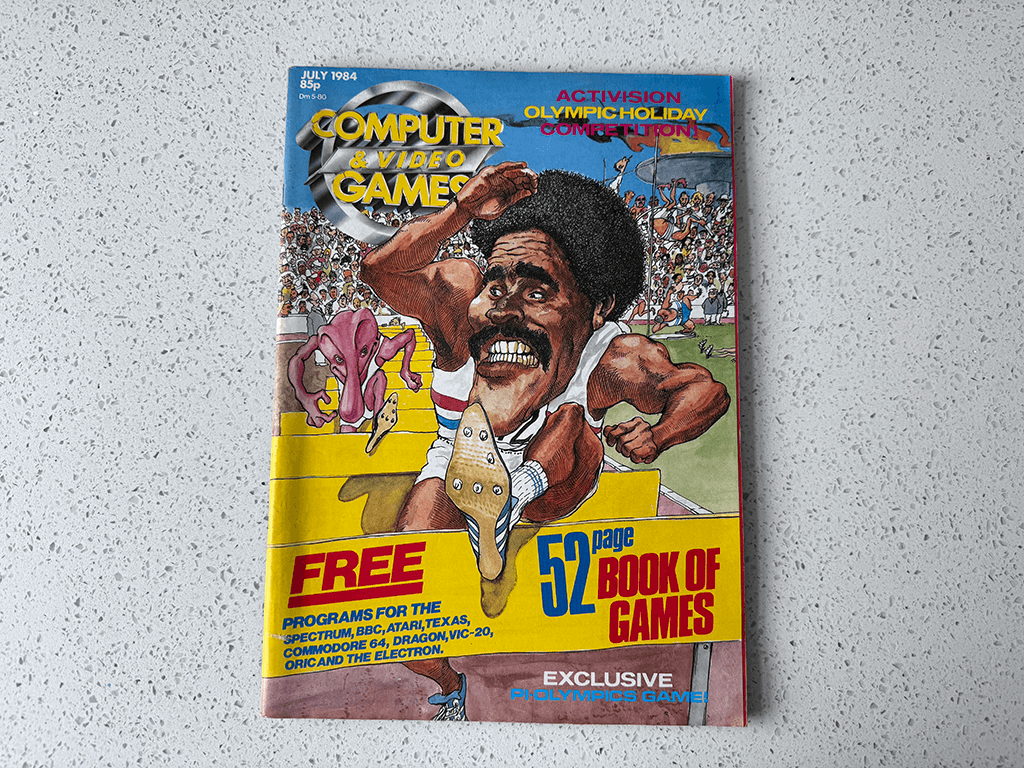 JULY 1984
85p
Dm 5-80
COMPUTER
& VIDEO
GAMES
ACTIVISION
OLYMPIC HOLIDAY
COMPETITION!
FREE
PROGRAMS FOR THE
SPECTRUM, BBC, ATARI, TEXAS,
COMMODORE 64, DRAGON, VIC-20,
ORIC AND THE ELECTRON.
52 page
BOOK OF
GAMES
EXCLUSIVE
PI-OLYMPICS GAME!